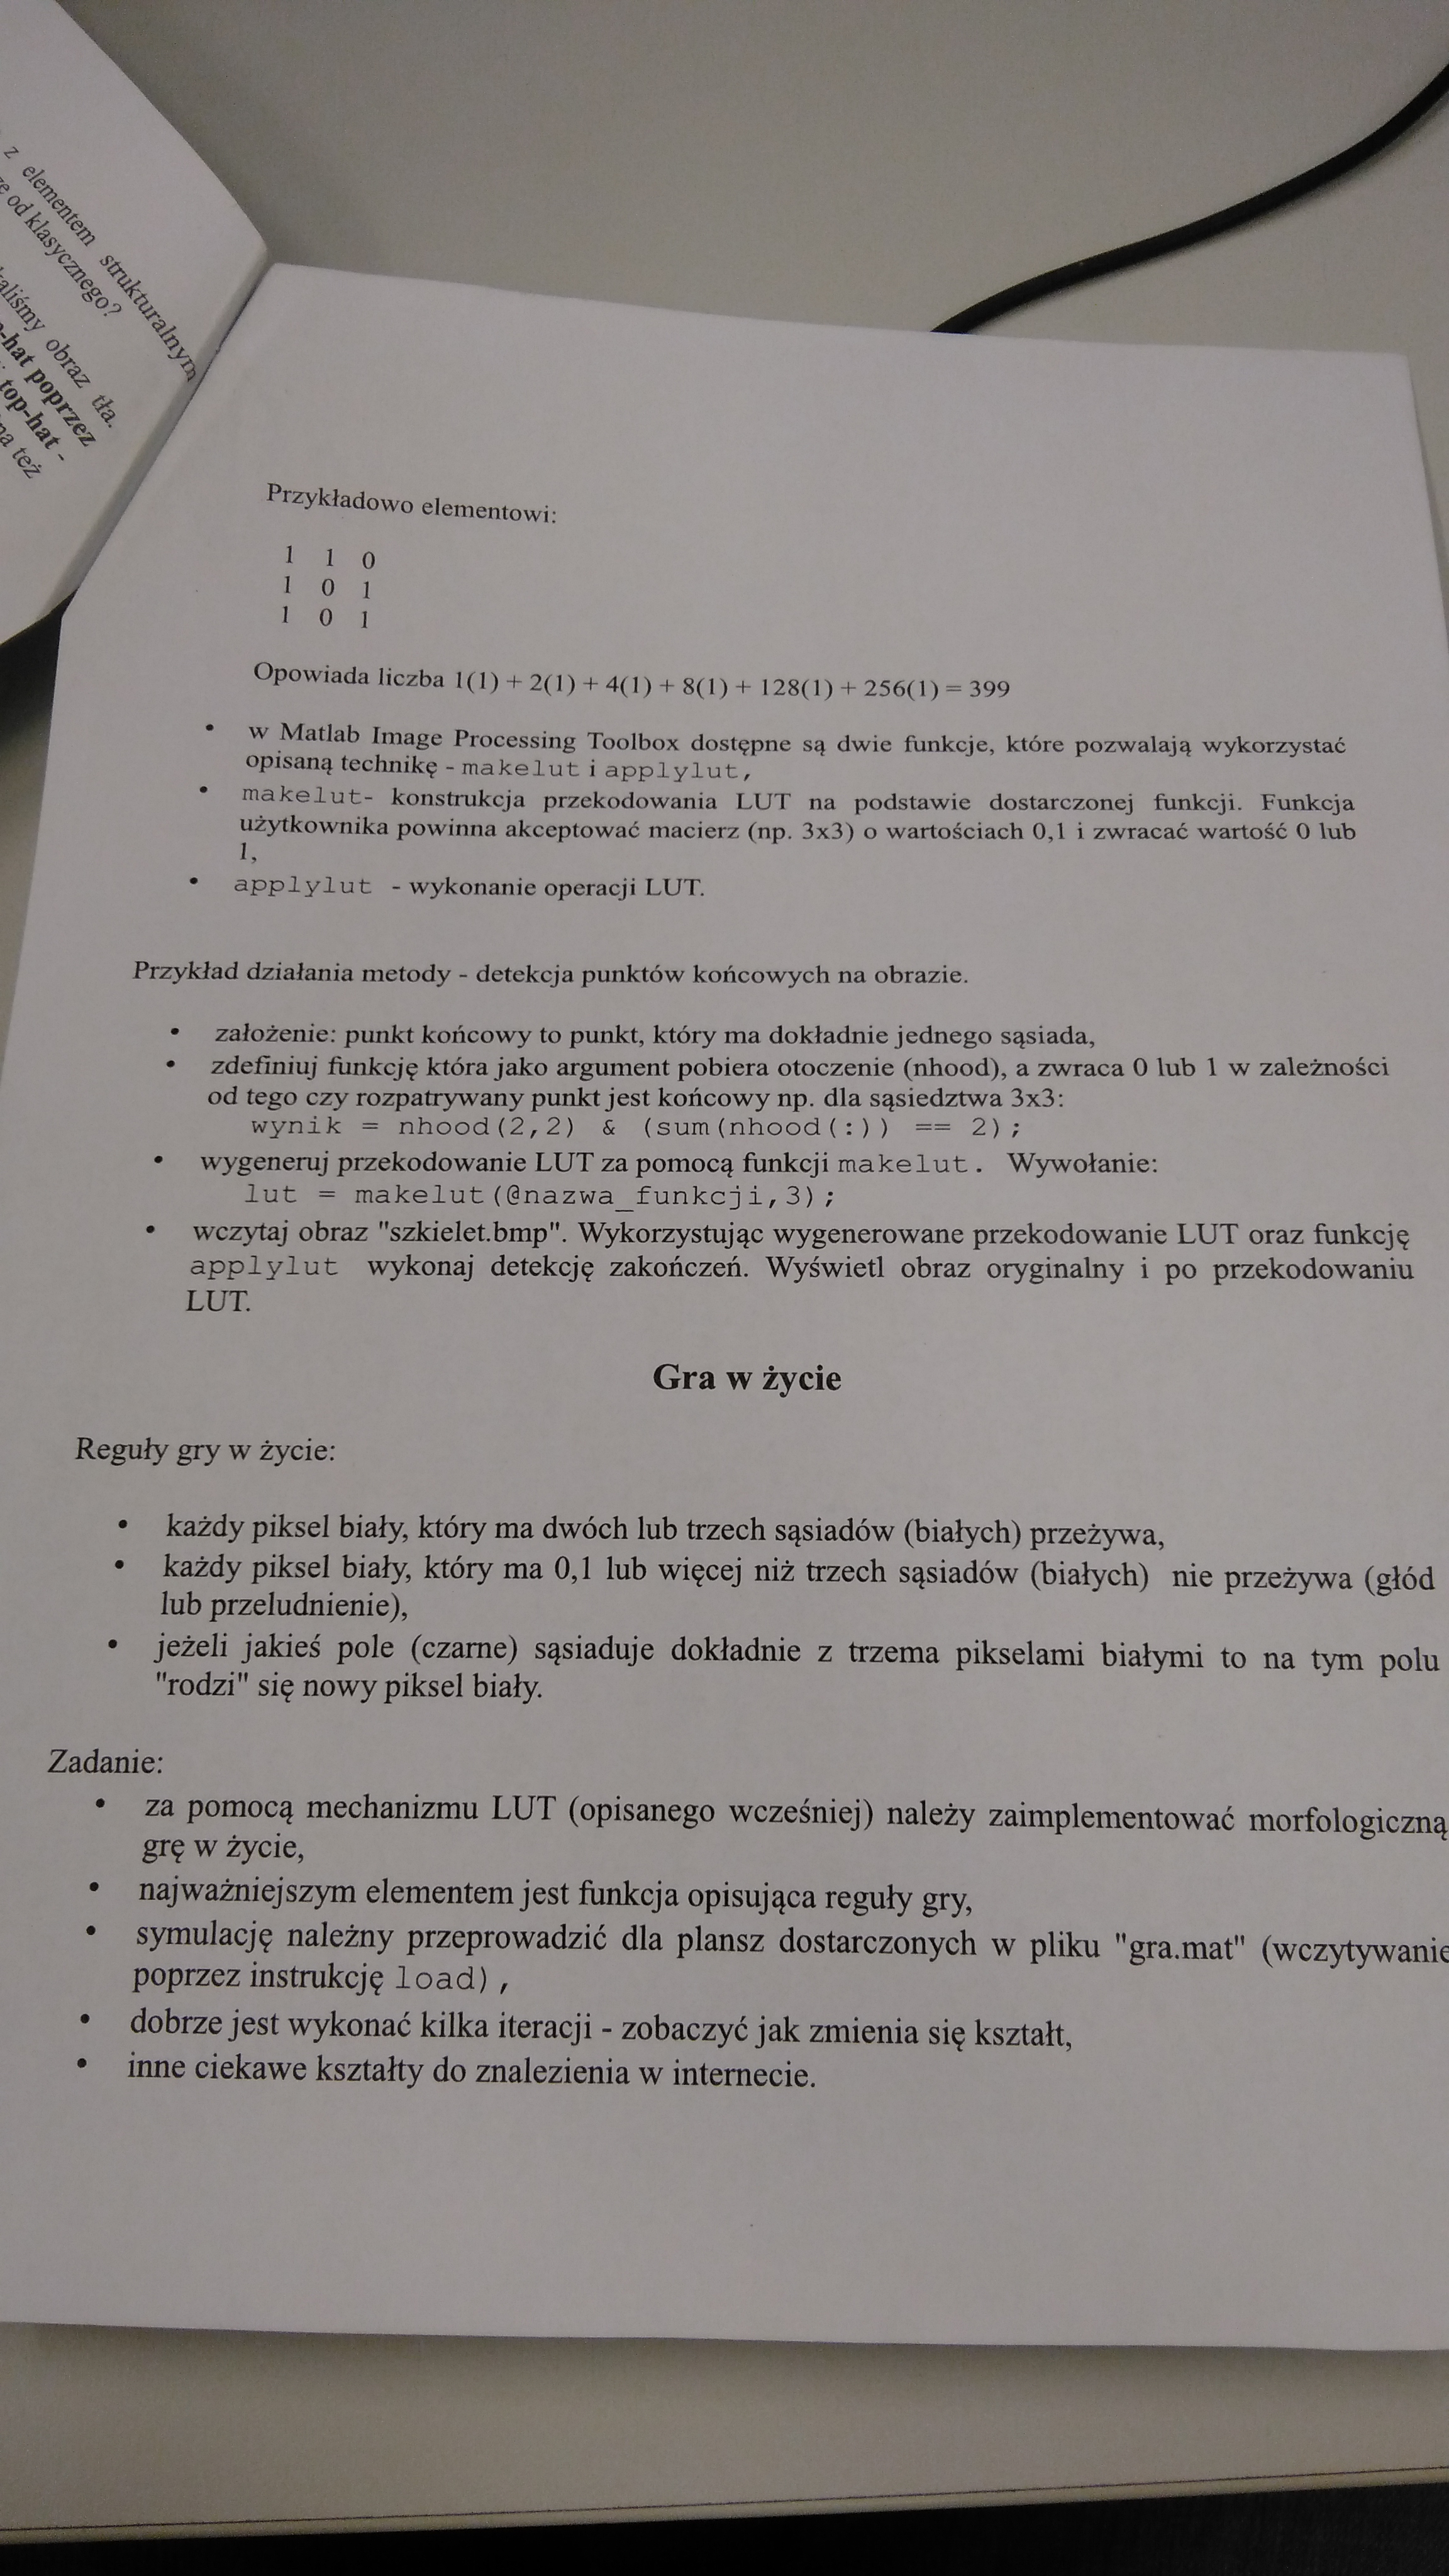 z elementem strukturalnym
od klasycznego?
obraz tła.
poprzez
top-hat -
też
Przykładowo elementowi:
1 1 0
1 0 1
1 0 1
Opowiada liczba 1(1) + 2(1) + 4(1) + 8(1) + 128(1) + 256(1) = 399
• w Matlab Image Processing Toolbox dostępne są dwie funkcje, które pozwalają wykorzystać
opisaną technikę - makelut i applylut,
• makelut- konstrukcja przekodowania LUT na podstawie dostarczonej funkcji. Funkcja
użytkownika powinna akceptować macierz (np. 3x3) o wartościach 0,1 i zwracać wartość 0 lub
1,
• applylut - wykonanie operacji LUT.
Przykład działania metody - detekcja punktów końcowych na obrazie.
• założenie: punkt końcowy to punkt, który ma dokładnie jednego sąsiada,
• zdefiniuj funkcję która jako argument pobiera otoczenie (nhood), a zwraca 0 lub 1 w zależności
od tego czy rozpatrywany punkt jest końcowy np. dla sąsiedztwa 3x3:
wynik = nhood(2,2) & (sum(nhood(:)) == 2);
• wygeneruj przekodowanie LUT za pomocą funkcji makelut. Wywołanie:
lut = makelut(@nazwa_funkcji,3);
• wczytaj obraz "szkielet.bmp". Wykorzystując wygenerowane przekodowanie LUT oraz funkcję
applylut wykonaj detekcję zakończeń. Wyświetl obraz oryginalny i po przekodowaniu
LUT.
Gra w życie
Reguły gry w życie:
• każdy piksel biały, który ma dwóch lub trzech sąsiadów (białych) przeżywa,
• każdy piksel biały, który ma 0,1 lub więcej niż trzech sąsiadów (białych) nie przeżywa (głód
lub przeludnienie),
• jeżeli jakieś pole (czarne) sąsiaduje dokładnie z trzema pikselami białymi to na tym polu
"rodzi" się nowy piksel biały.
Zadanie:
• za pomocą mechanizmu LUT (opisanego wcześniej) należy zaimplementować morfologiczną
grę w życie,
• najważniejszym elementem jest funkcja opisująca reguły gry,
• symulację należny przeprowadzić dla plansz dostarczonych w pliku "gra.mat" (wczytywanie
poprzez instrukcję load),
• dobrze jest wykonać kilka iteracji - zobaczyć jak zmienia się kształt,
• inne ciekawe kształty do znalezienia w internecie.